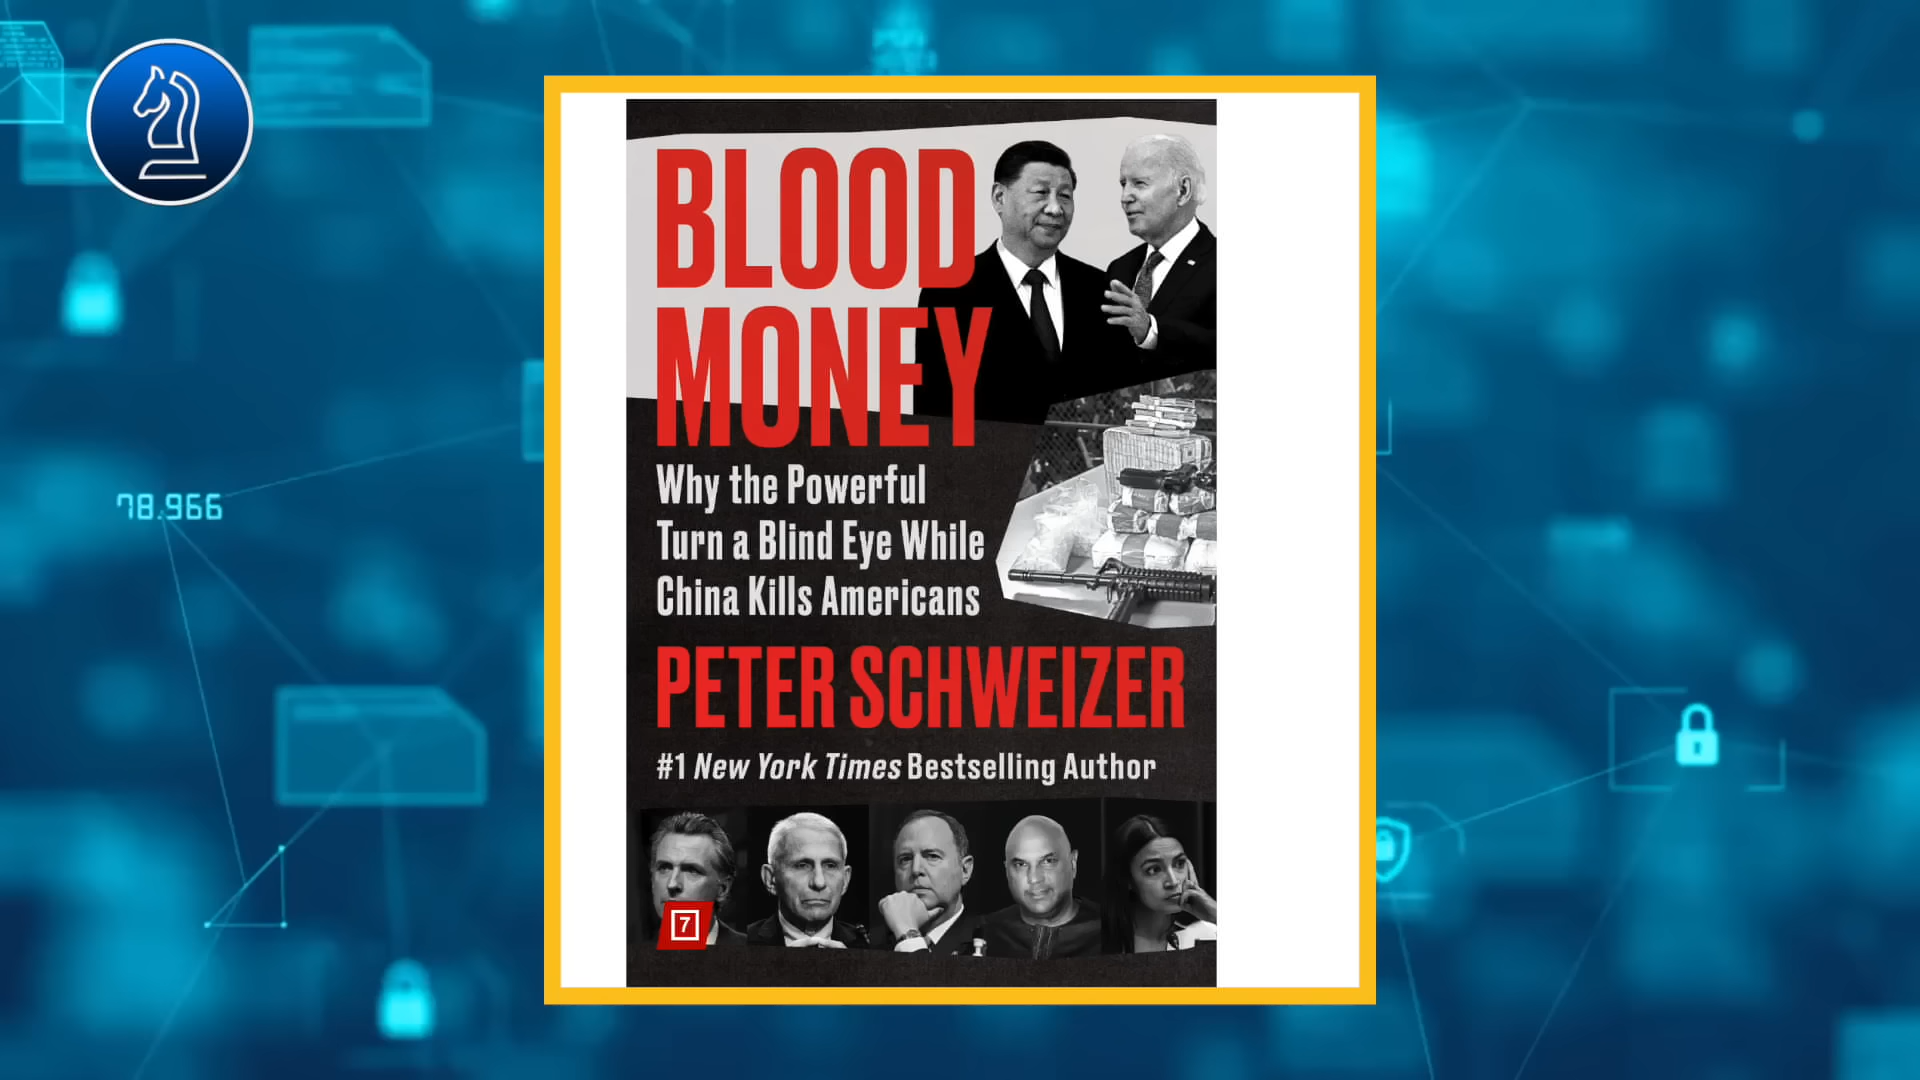 BLOOD
MONEY
Why the Powerful
Turn a Blind Eye While
China Kills Americans
PETER SCHWEIZER
#1 New York Times Bestselling Author
7
78.966